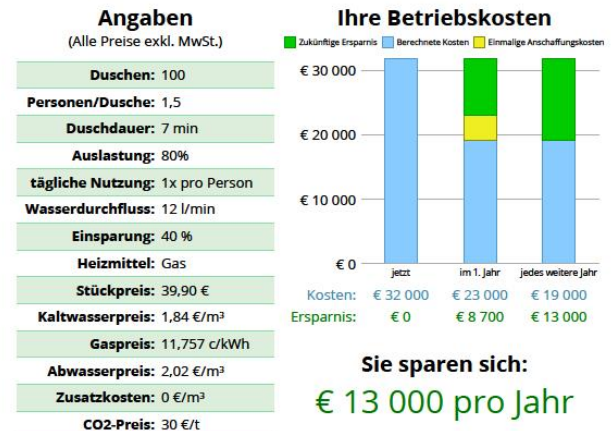 Angaben
(Alle Preise exkl. MwSt.)
Duschen: 100
Personen/Dusche: 1,5
Duschdauer: 7 min
Auslastung: 80%
tägliche Nutzung: 1x pro Person
Wasserdurchfluss: 12 l/min
Einsparung: 40 %
Heizmittel: Gas
Stückpreis: 39,90 €
Kaltwasserpreis: 1,84 €/m³
Gaspreis: 11,757 c/kWh
Abwasserpreis: 2,02 €/m³
Zusatzkosten: 0 €/m³
CO2-Preis: 30 €/t
Ihre Betriebskosten
Zukünftige Ersparnis Berechnete Kosten Einmalige Anschaffungskosten
€ 30 000
€ 20 000
€ 10 000
€ 0
jetzt im 1. Jahr jedes weitere Jahr
Kosten: € 32 000 € 23 000 € 19 000
Ersparnis: € 0 € 8 700 € 13 000
Sie sparen sich:
€ 13 000 pro Jahr